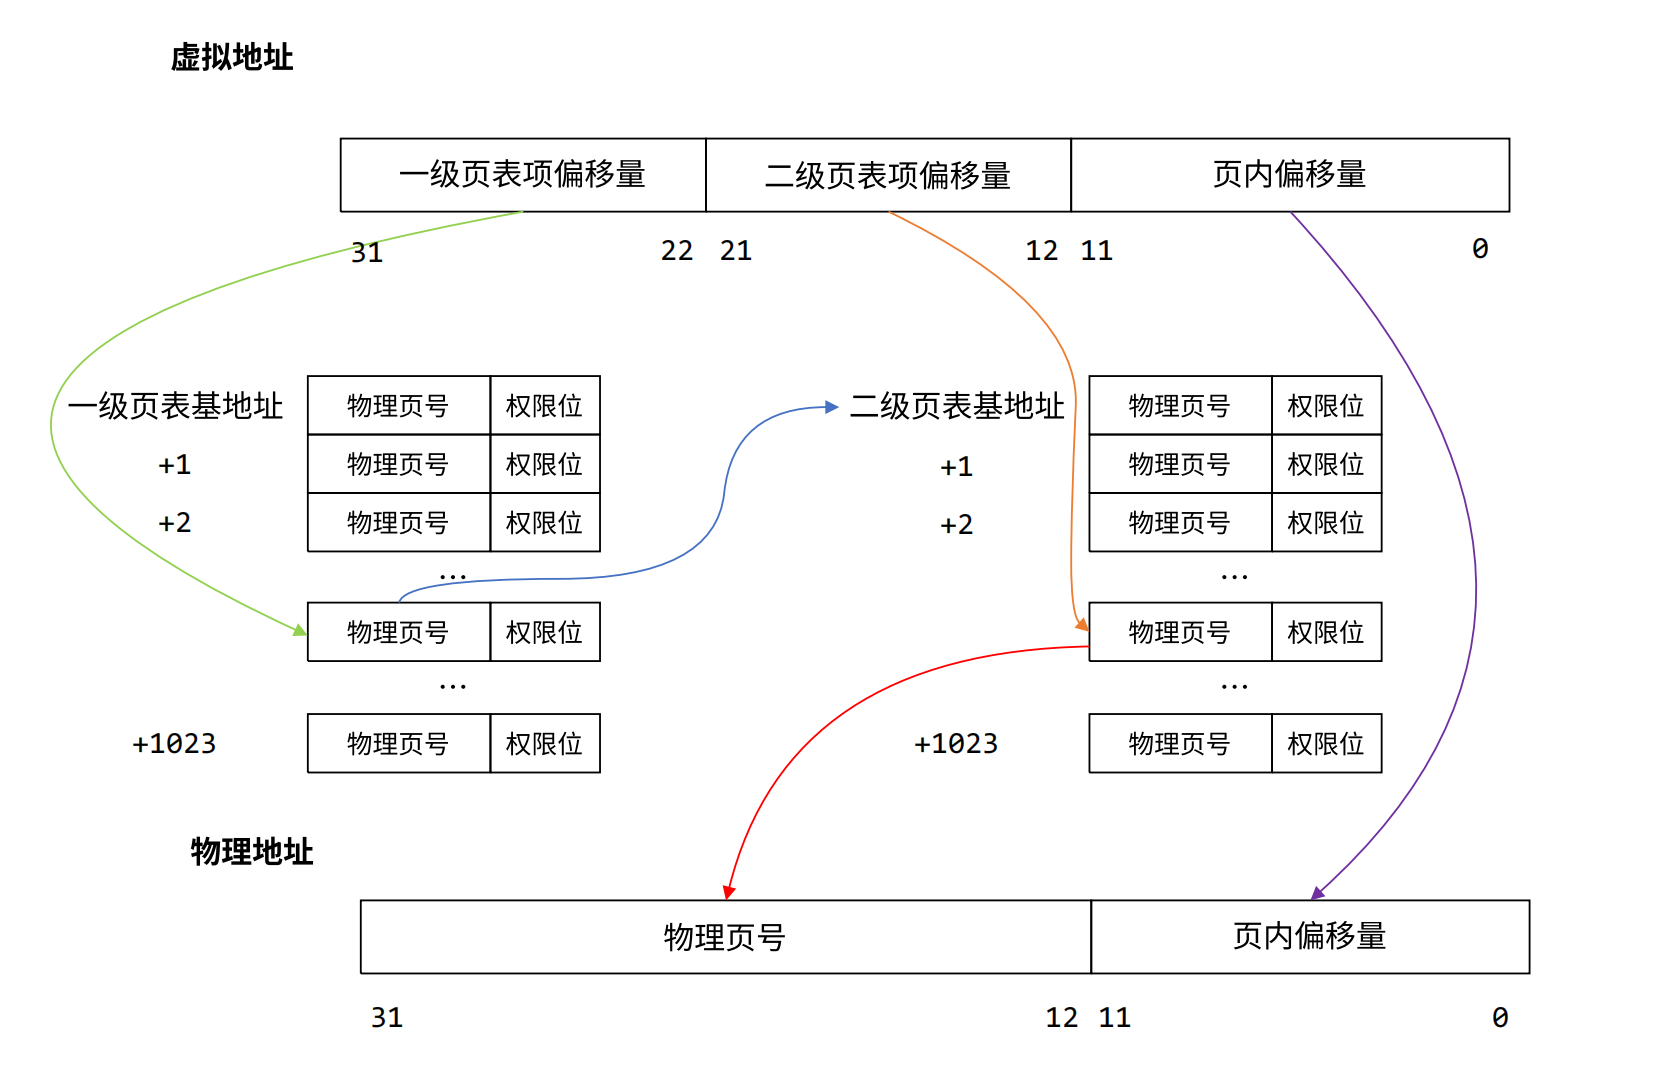 虚拟地址
一级页表项偏移量 二级页表项偏移量 页内偏移量
31 22 21 12 11 0
一级页表基地址 物理页号 权限位 二级页表基地址 物理页号 权限位
+1 物理页号 权限位 +1 物理页号 权限位
+2 物理页号 权限位 +2 物理页号 权限位
... ...
物理页号 权限位 物理页号 权限位
... ...
+1023 物理页号 权限位 +1023 物理页号 权限位
物理地址
物理页号 页内偏移量
31 12 11 0